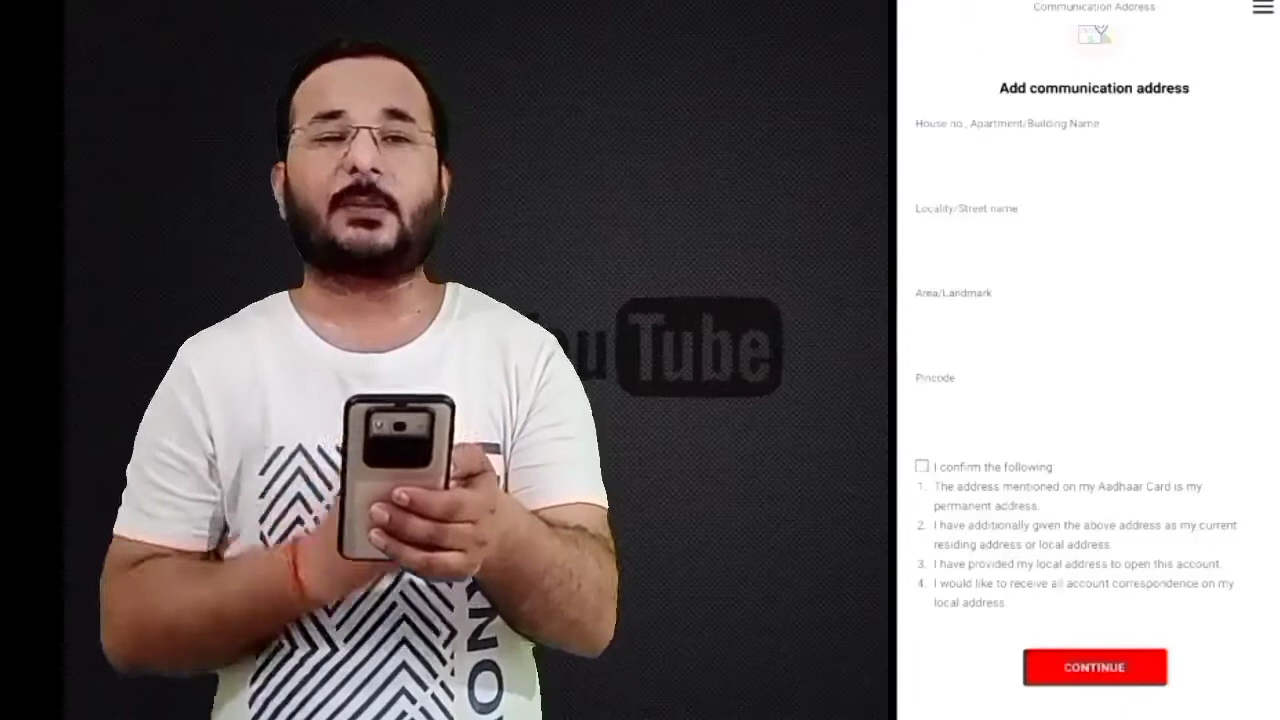 ouTube
ONY
Communication Address
Add communication address
House no., Apartment/Building Name
Locality/Street name
Area/Landmark
Pincode
I confirm the following
1. The address mentioned on my Aadhaar Card is my
permanent address.
2. I have additionally given the above address as my current
residing address or local address.
3. I have provided my local address to open this account.
4. I would like to receive all account correspondence on my
local address.
CONTINUE